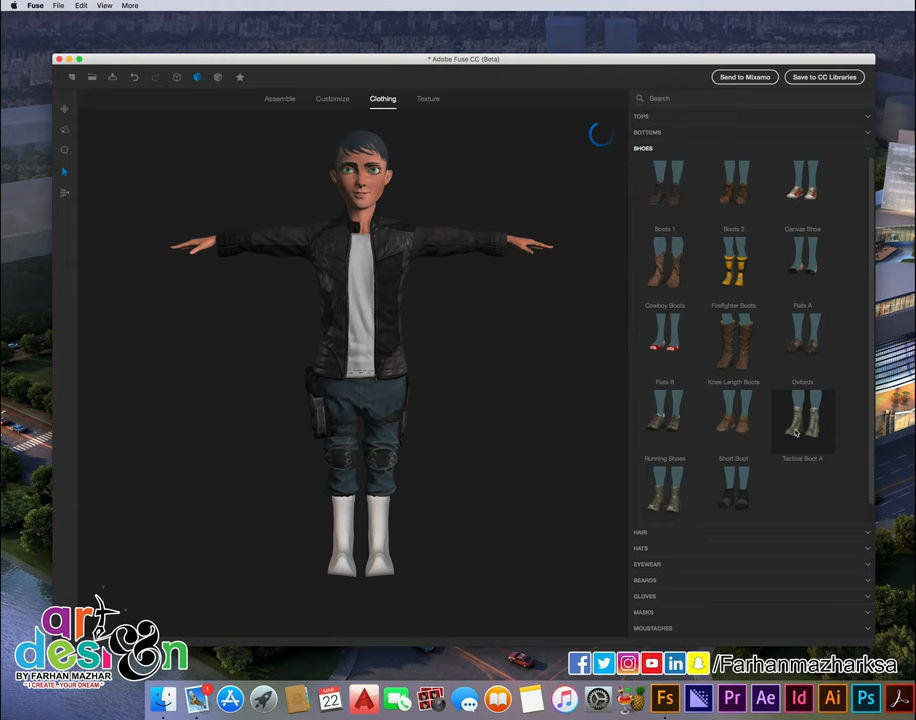 Fuse File Edit View More
* Adobe Fuse CC (Beta)
Send to Mixamo
Save to CC Libraries
Assemble
Customize
Clothing
Texture
Search
TOPS
BOTTOMS
SHOES
Boots 1
Boots 2
Canvas Shoe
Cowboy Boots
Firefighter Boots
Flats A
Flats B
Knee Length Boots
Oxfords
Running Shoes
Short Boot
Tactical Boot A
HAIR
HATS
EYEWEAR
BEARDS
GLOVES
MASKS
MOUSTACHES
art &
design
BY FARHAN MAZHAR
"I CREATE.. YOUR DREAM"
/Farhanmazharksa
1
MAR
22
Fs
Pr
Ae
Id
Ai
Ps